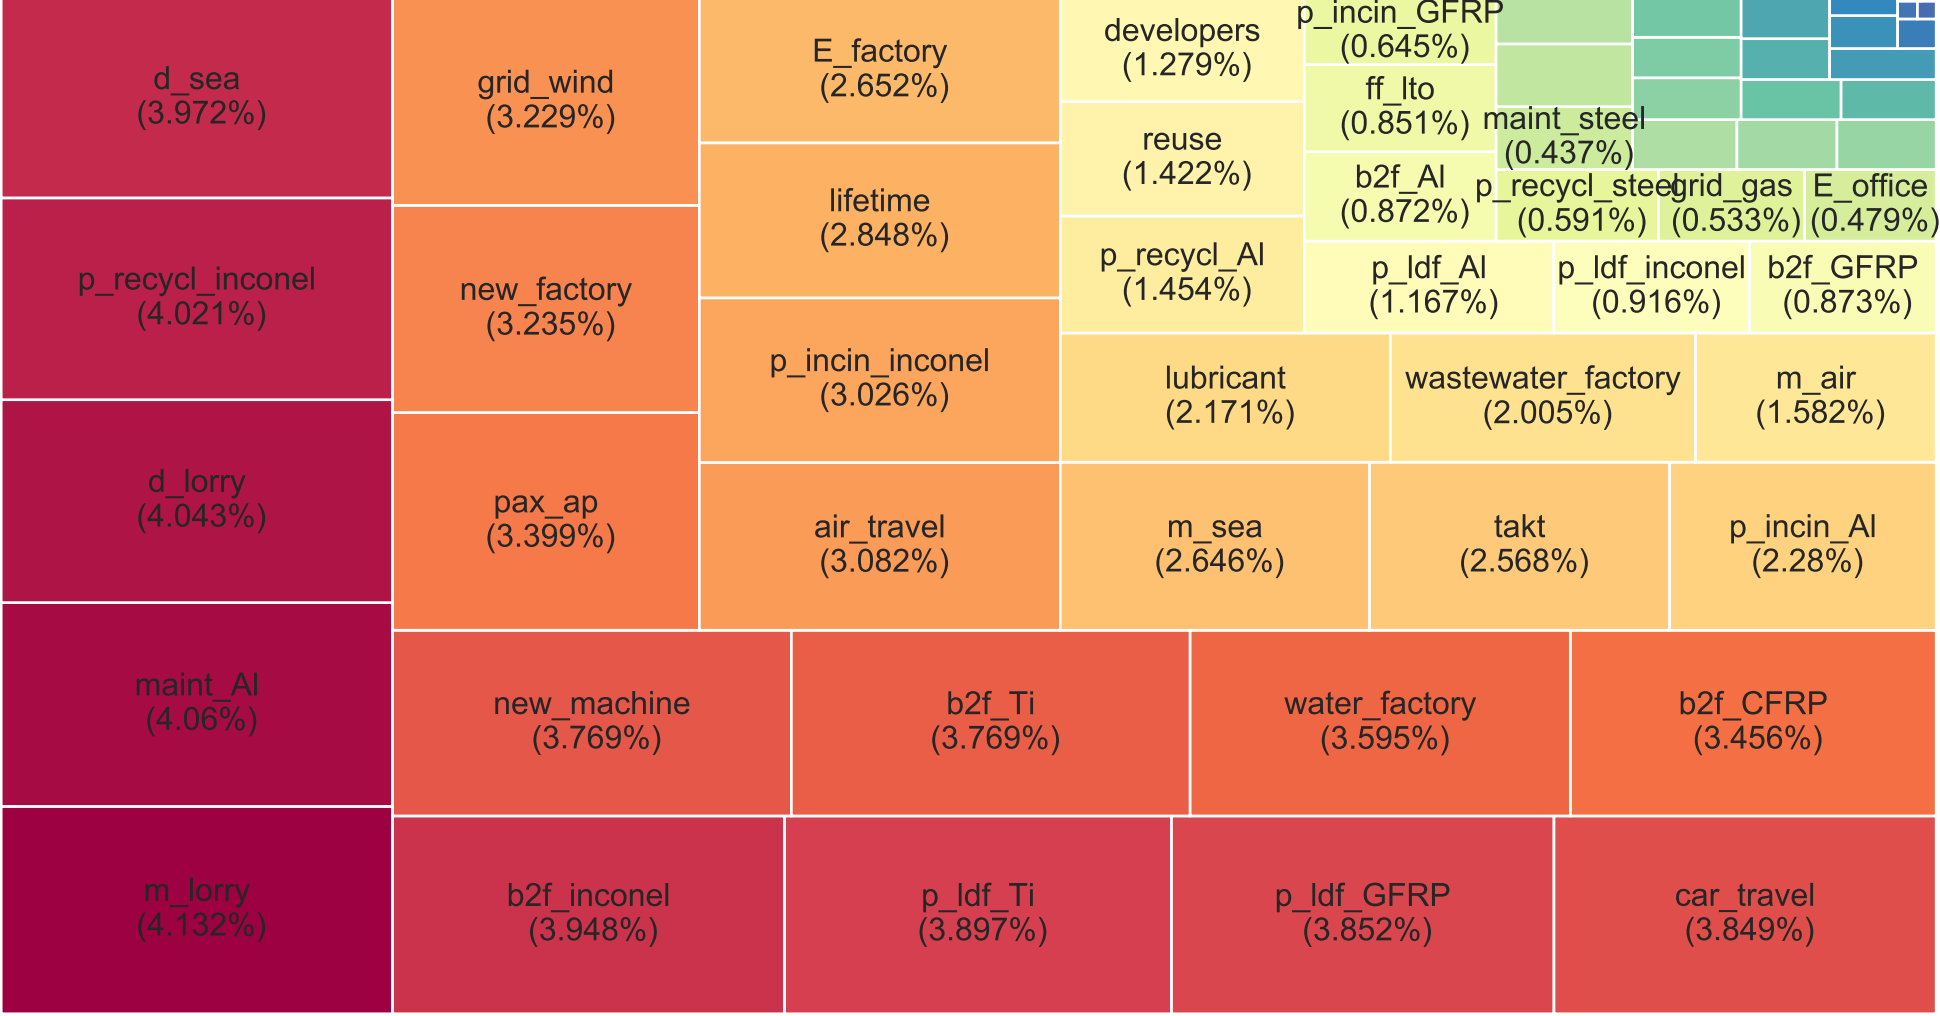 d_sea
(3.972%)
p_recycl_inconel
(4.021%)
d_lorry
(4.043%)
maint_Al
(4.06%)
m_lorry
(4.132%)
grid_wind
(3.229%)
new_factory
(3.235%)
pax_ap
(3.399%)
E_factory
(2.652%)
lifetime
(2.848%)
p_incin_inconel
(3.026%)
air_travel
(3.082%)
developers
(1.279%)
reuse
(1.422%)
p_recycl_Al
(1.454%)
p_incin_GFRP
(0.645%)
ff_lto
(0.851%)
b2f_Al
(0.872%)
maint_steel
(0.437%)
p_recycl_steel
(0.591%)
grid_gas
(0.533%)
E_office
(0.479%)
p_ldf_Al
(1.167%)
p_ldf_inconel
(0.916%)
b2f_GFRP
(0.873%)
lubricant
(2.171%)
wastewater_factory
(2.005%)
m_air
(1.582%)
m_sea
(2.646%)
takt
(2.568%)
p_incin_Al
(2.28%)
new_machine
(3.769%)
b2f_Ti
(3.769%)
water_factory
(3.595%)
b2f_CFRP
(3.456%)
b2f_inconel
(3.948%)
p_ldf_Ti
(3.897%)
p_ldf_GFRP
(3.852%)
car_travel
(3.849%)